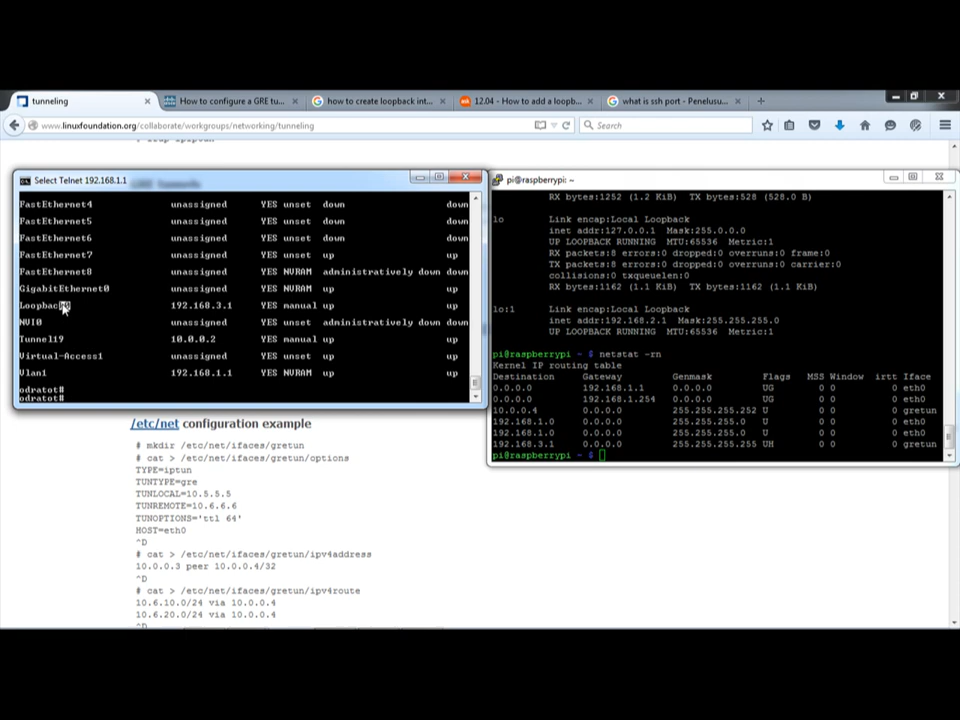 tunneling
How to configure a GRE tu...
how to create loopback int...
12.04 - How to add a loopb...
what is ssh port - Penelusu...
www.linuxfoundation.org/collaborate/workgroups/networking/tunneling
Search
Select Telnet 192.168.1.1
FastEthernet4 unassigned YES unset down down
FastEthernet5 unassigned YES unset down down
FastEthernet6 unassigned YES unset down down
FastEthernet7 unassigned YES unset up up
FastEthernet8 unassigned YES NVRAM administratively down down
GigabitEthernet0 unassigned YES NVRAM up up
Loopback0 192.168.3.1 YES manual up up
NVI0 unassigned YES unset administratively down down
Tunnel19 10.0.0.2 YES manual up up
Virtual-Access1 unassigned YES unset up up
Vlan1 192.168.1.1 YES NVRAM up up
odratot#
odratot#
pi@raspberrypi: ~
RX bytes:1252 (1.2 KiB) TX bytes:528 (528.0 B)
lo Link encap:Local Loopback
inet addr:127.0.0.1 Mask:255.0.0.0
UP LOOPBACK RUNNING MTU:65536 Metric:1
RX packets:8 errors:0 dropped:0 overruns:0 frame:0
TX packets:8 errors:0 dropped:0 overruns:0 carrier:0
collisions:0 txqueuelen:0
RX bytes:1162 (1.1 KiB) TX bytes:1162 (1.1 KiB)
lo:1 Link encap:Local Loopback
inet addr:192.168.2.1 Mask:255.255.255.0
UP LOOPBACK RUNNING MTU:65536 Metric:1
pi@raspberrypi ~ $ netstat -rn
Kernel IP routing table
Destination Gateway Genmask Flags MSS Window irtt Iface
0.0.0.0 192.168.1.1 0.0.0.0 UG 0 0 0 eth0
0.0.0.0 192.168.1.254 0.0.0.0 UG 0 0 0 eth0
10.0.0.4 0.0.0.0 255.255.255.252 U 0 0 0 gretun
192.168.1.0 0.0.0.0 255.255.255.0 U 0 0 0 eth0
192.168.1.0 0.0.0.0 255.255.255.0 U 0 0 0 eth0
192.168.3.1 0.0.0.0 255.255.255.255 UH 0 0 0 gretun
pi@raspberrypi ~ $
/etc/net configuration example
# mkdir /etc/net/ifaces/gretun
# cat > /etc/net/ifaces/gretun/options
TYPE=iptun
TUNTYPE=gre
TUNLOCAL=10.5.5.5
TUNREMOTE=10.6.6.6
TUNOPTIONS='ttl 64'
HOST=eth0
^D
# cat > /etc/net/ifaces/gretun/ipv4address
10.0.0.3 peer 10.0.0.4/32
^D
# cat > /etc/net/ifaces/gretun/ipv4route
10.6.10.0/24 via 10.0.0.4
10.6.20.0/24 via 10.0.0.4
^D